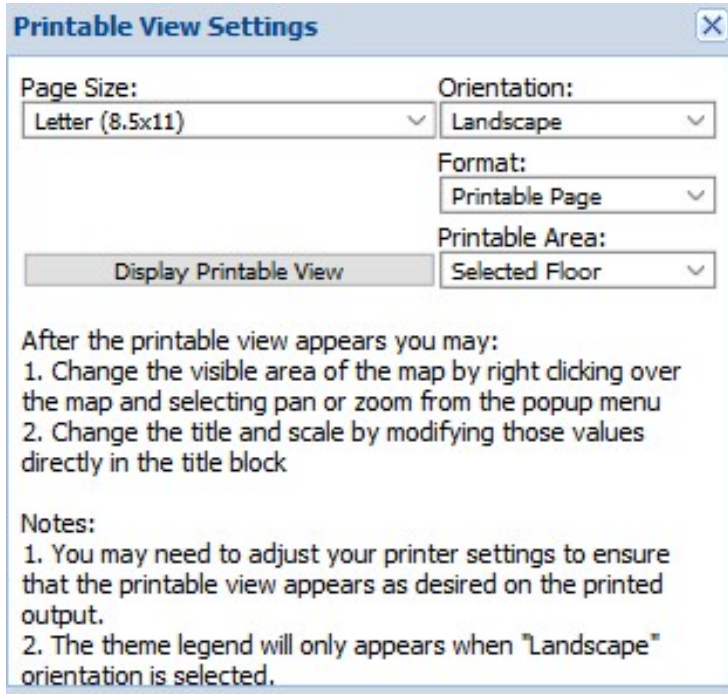 Printable View Settings
Page Size:
Orientation:
Letter (8.5x11)
Landscape
Format:
Printable Page
Printable Area:
Display Printable View
Selected Floor
After the printable view appears you may:
1. Change the visible area of the map by right clicking over
the map and selecting pan or zoom from the popup menu
2. Change the title and scale by modifying those values
directly in the title block
Notes:
1. You may need to adjust your printer settings to ensure
that the printable view appears as desired on the printed
output.
2. The theme legend will only appears when "Landscape"
orientation is selected.